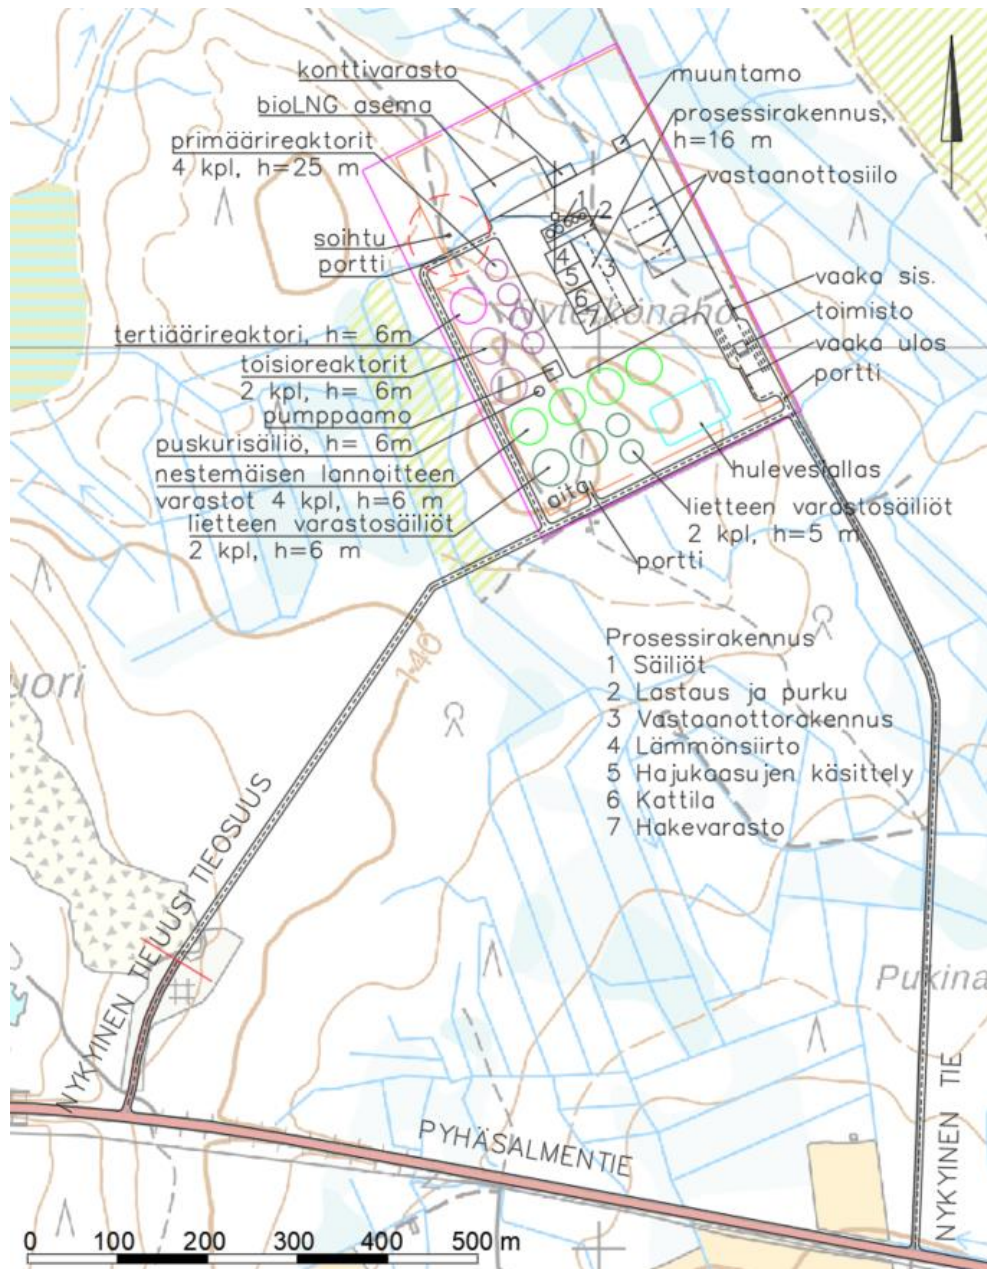 konttivarasto
bioLNG asema
primäärireaktorit
4 kpl, h=25 m
muuntamo
prosessirakennus,
h=16 m
vastaanottosiilo
1
2
3
4
5
6
soihtu
portti
vaaka sis.
toimisto
vaaka ulos
portti
tertiäärireaktori, h= 6m
toisioreaktorit
2 kpl, h= 6m
pumppaamo
puskurisäiliö, h= 6m
nestemäisen lannoitteen
varastot 4 kpl, h=6 m
lietteen varastosäiliöt
2 kpl, h=6 m
aita
hulevesiallas
lietteen varastosäiliöt
2 kpl, h=5 m
portti
Prosessirakennus
1 Säiliöt
2 Lastaus ja purku
3 Vastaanottorakennus
4 Lämmönsiirto
5 Hajukaasujen käsittely
6 Kattila
7 Hakevarasto
140
uori
UUSI TIEOSUUS
NYKYINEN TIE
Pukina
PYHÄSALMENTIE
NYKYINEN TIE
0 100 200 300 400 500 m